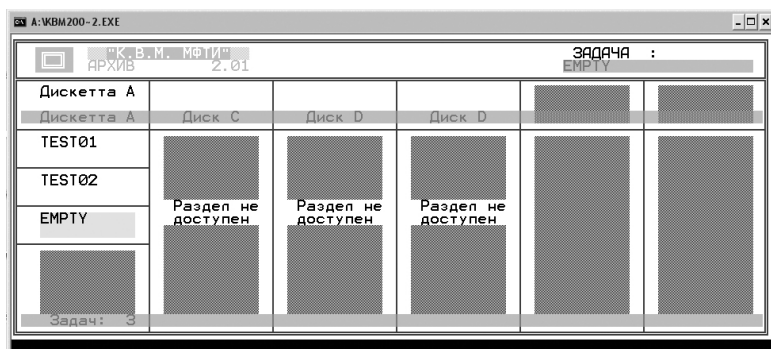 A:\KBM200-2.EXE
"К.В.М. МФТИ"
АРХИВ 2.01
ЗАДАЧА :
EMPTY
Дискетта A
Дискетта A Диск C Диск D Диск D
TEST01
TEST02
EMPTY
Раздел не доступен
Раздел не доступен
Раздел не доступен
Задач: 3